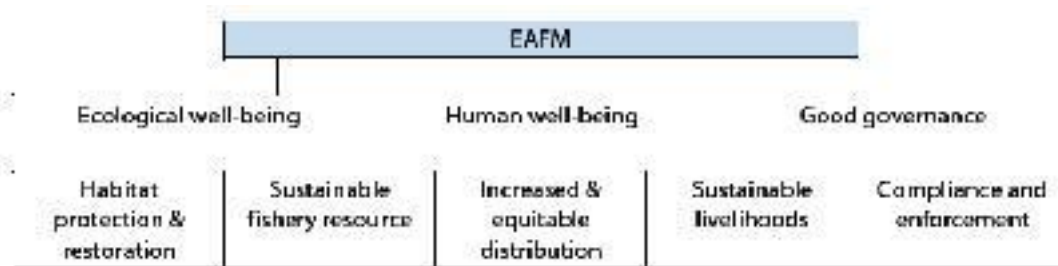 EAFM
Ecological well-being
Human well-being
Good governance
Habitat
protection &
restoration
Sustainable
fishery resource
Increased &
equitable
distribution
Sustainable
livelihoods
Compliance and
enforcement